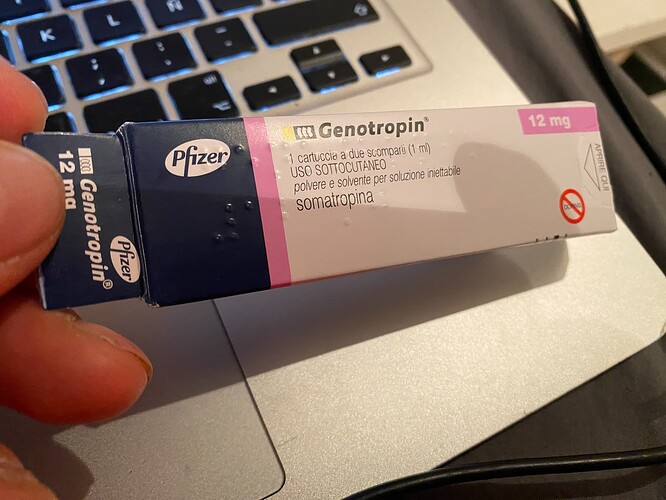 Genotropin®
12 mg
Pfizer
1 cartuccia a due scomparti (1 ml)
USO SOTTOCUTANEO
polvere e solvente per soluzione iniettabile
somatropina
APRIRE QUI
DOPING
Genotropin®
12 mg
Pfizer
K
L
Ñ